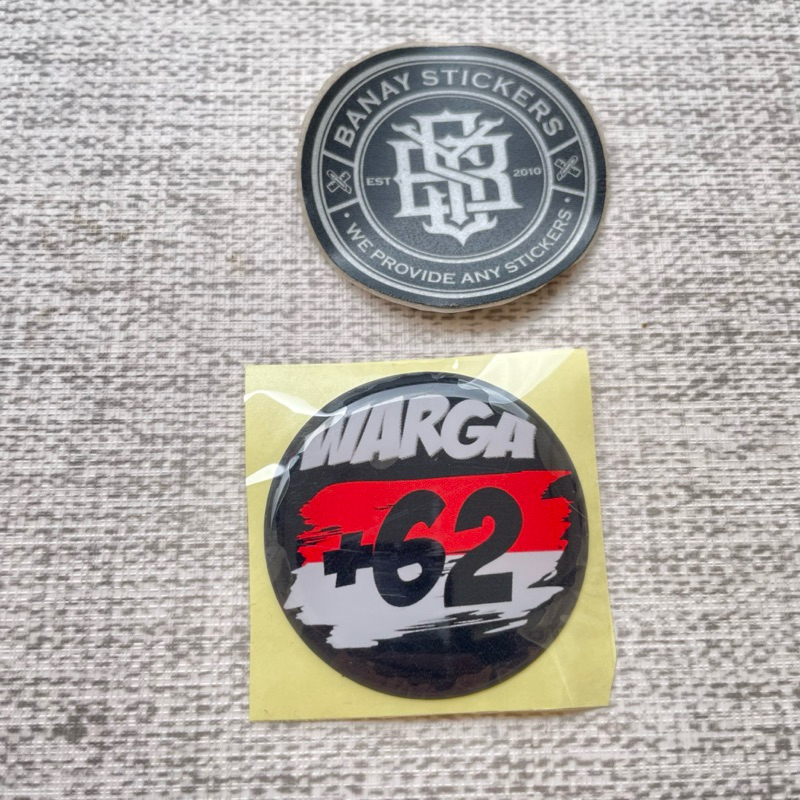 BANAY STICKERS
EST 2010
• WE PROVIDE ANY STICKERS •
WARGA
+62